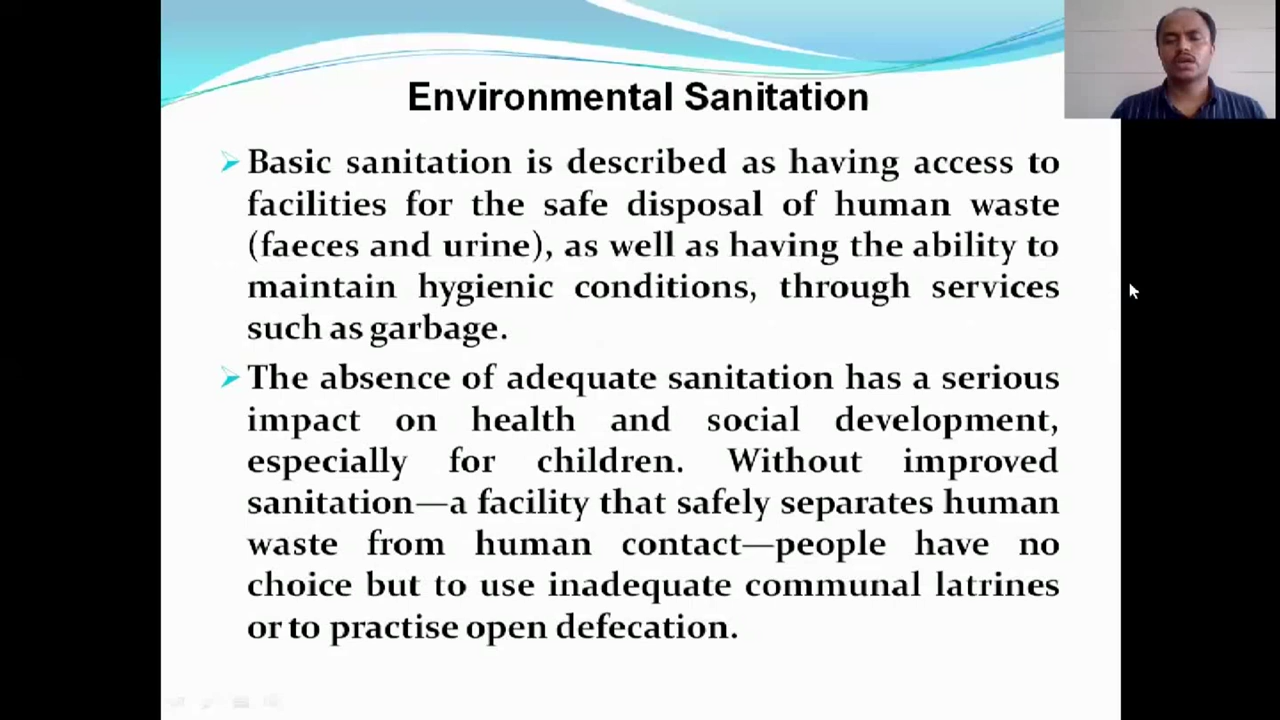 Environmental Sanitation
Basic sanitation is described as having access to
facilities for the safe disposal of human waste
(faeces and urine), as well as having the ability to
maintain hygienic conditions, through services
such as garbage.
The absence of adequate sanitation has a serious
impact on health and social development,
especially for children. Without improved
sanitation—a facility that safely separates human
waste from human contact—people have no
choice but to use inadequate communal latrines
or to practise open defecation.